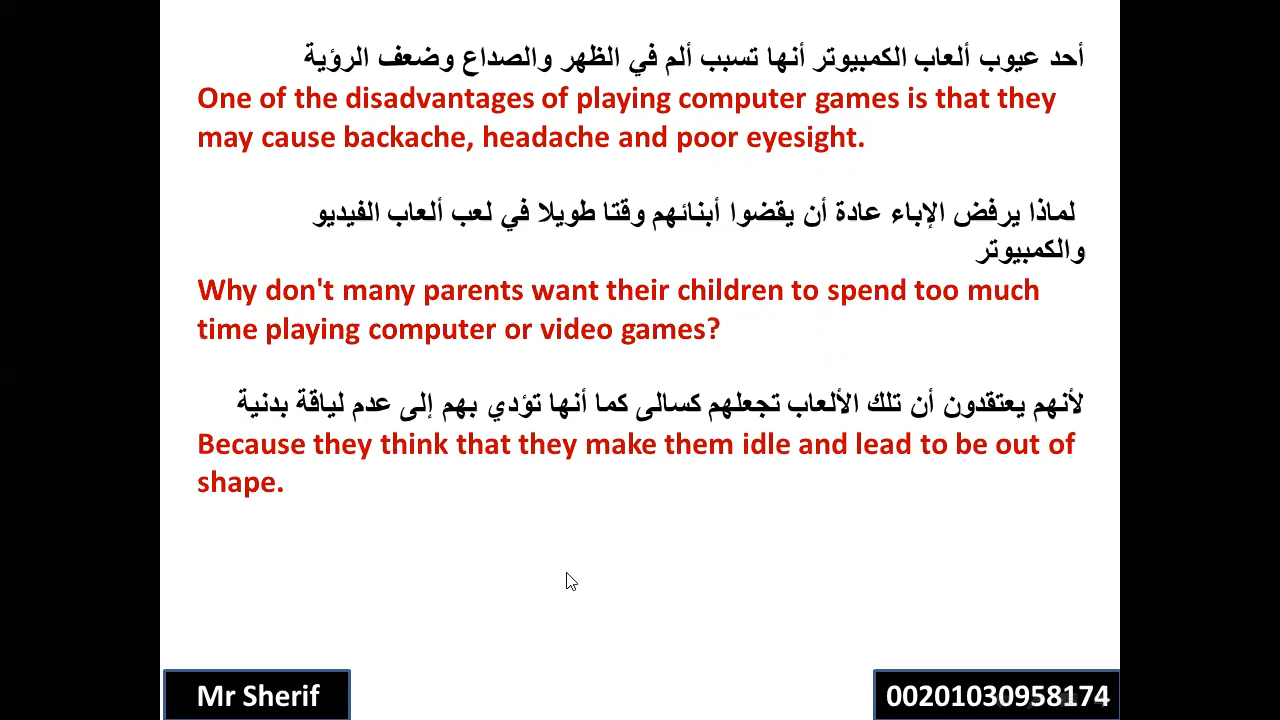 أحد عيوب ألعاب الكمبيوتر أنها تسبب ألم في الظهر والصداع وضعف الرؤية
One of the disadvantages of playing computer games is that they
may cause backache, headache and poor eyesight.
لماذا يرفض الإباء عادة أن يقضوا أبنائهم وقتا طويلا في لعب ألعاب الفيديو
والكمبيوتر
Why don't many parents want their children to spend too much
time playing computer or video games?
لأنهم يعتقدون أن تلك الألعاب تجعلهم كسالى كما أنها تؤدي بهم إلى عدم لياقة بدنية
Because they think that they make them idle and lead to be out of
shape.
Mr Sherif
00201030958174